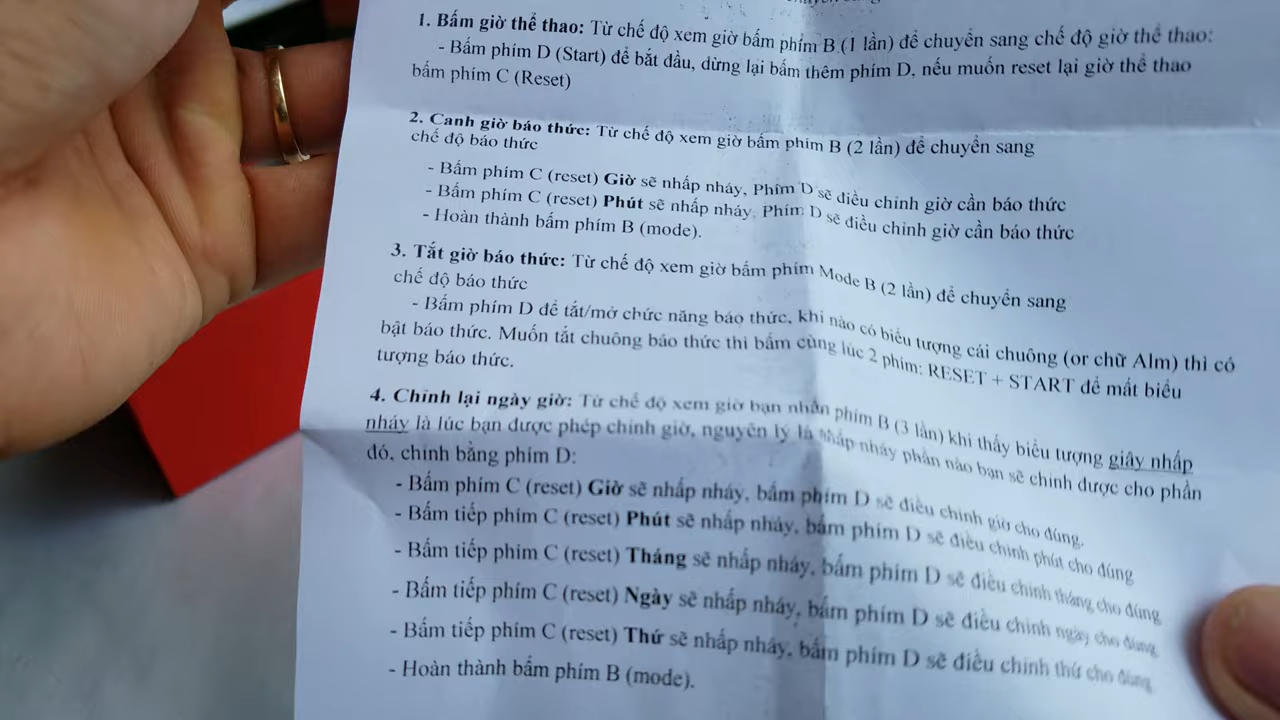 1. Bấm giờ thể thao: Từ chế độ xem giờ bấm phím B (1 lần) để chuyển sang chế độ giờ thể thao:
- Bấm phím D (Start) để bắt đầu, dừng lại bấm thêm phím D, nếu muốn reset lại giờ thể thao
bấm phím C (Reset)
2. Canh giờ báo thức: Từ chế độ xem giờ bấm phím B (2 lần) để chuyển sang
chế độ báo thức
- Bấm phím C (reset) Giờ sẽ nhấp nháy, Phím D sẽ điều chỉnh giờ cần báo thức
- Bấm phím C (reset) Phút sẽ nhấp nháy, Phím D sẽ điều chỉnh giờ cần báo thức
- Hoàn thành bấm phím B (mode).
3. Tắt giờ báo thức: Từ chế độ xem giờ bấm phím Mode B (2 lần) để chuyển sang
chế độ báo thức
- Bấm phím D để tắt/mở chức năng báo thức, khi nào có biểu tượng cái chuông (or chữ Alm) thì có
bật báo thức. Muốn tắt chuông báo thức thì bấm cùng lúc 2 phím: RESET + START để mất biểu
tượng báo thức.
4. Chỉnh lại ngày giờ: Từ chế độ xem giờ bạn nhấn phím B (3 lần) khi thấy biểu tượng giây nhấp
nháy là lúc bạn được phép chỉnh giờ, nguyên lý là nhấp nháy phần nào bạn sẽ chỉnh được cho phần
đó, chỉnh bằng phím D:
- Bấm phím C (reset) Giờ sẽ nhấp nháy, bấm phím D sẽ điều chỉnh giờ cho đúng.
- Bấm tiếp phím C (reset) Phút sẽ nhấp nháy, bấm phím D sẽ điều chỉnh phút cho đúng
- Bấm tiếp phím C (reset) Tháng sẽ nhấp nháy, bấm phím D sẽ điều chỉnh tháng cho đúng
- Bấm tiếp phím C (reset) Ngày sẽ nhấp nháy, bấm phím D sẽ điều chỉnh ngày cho đúng
- Bấm tiếp phím C (reset) Thứ sẽ nhấp nháy, bấm phím D sẽ điều chỉnh thứ cho đúng
- Hoàn thành bấm phím B (mode).